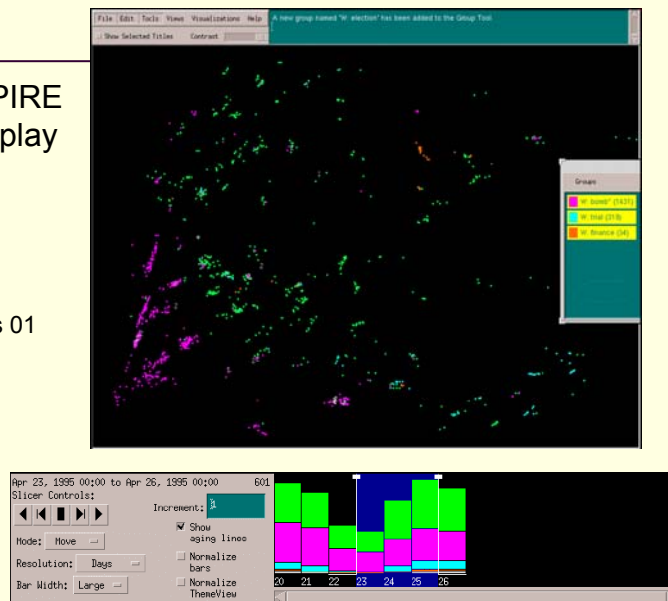 PIRE
play
s 01
File Edit Tools Views Visualizations Help
Show Selected Titles Contrast
A new group named "W: election" has been added to the Group Tool.
Groups
W: bomb* (1431)
W: trial (318)
W: finance (54)
Apr 23, 1995 00:00 to Apr 26, 1995 00:00 601
Slicer Controls:
Increment:
Mode: Move
Resolution: Days
Bar Width: Large
Show
aging lines
Normalize
bars
Normalize
ThemeView
20 21 22 23 24 25 26